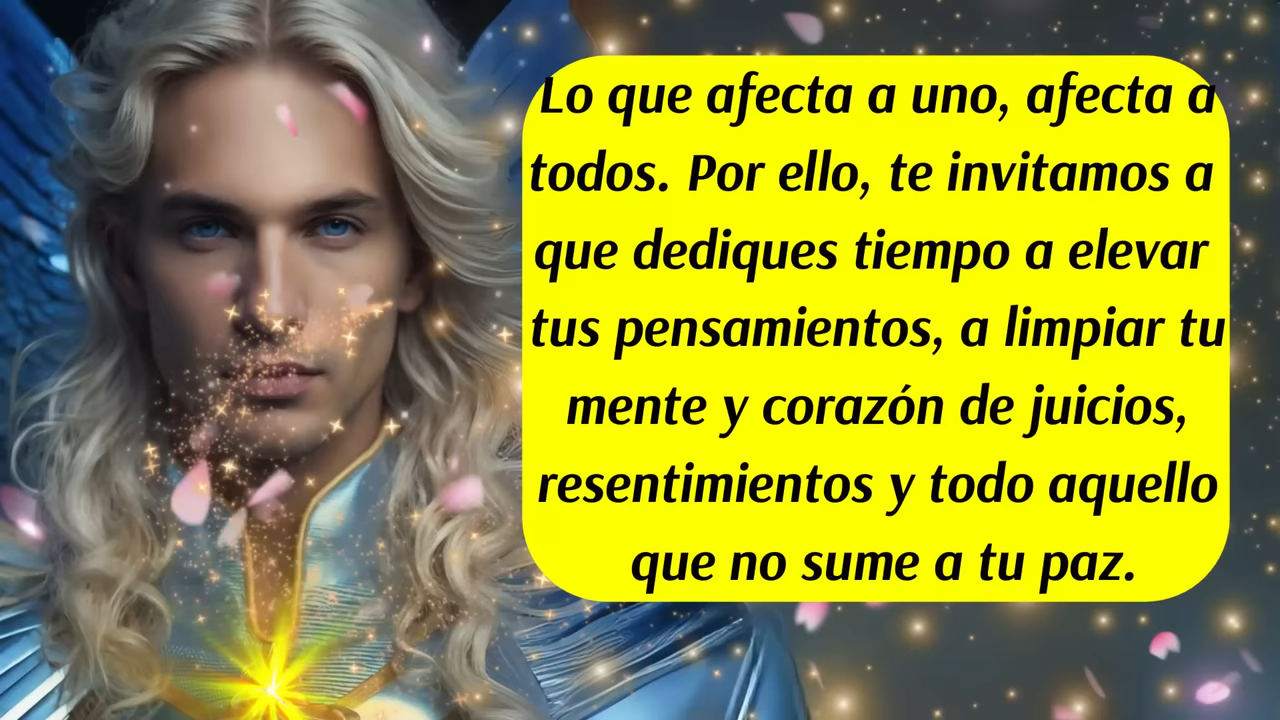 Lo que afecta a uno, afecta a
todos. Por ello, te invitamos a
que dediques tiempo a elevar
tus pensamientos, a limpiar tu
mente y corazón de juicios,
resentimientos y todo aquello
que no sume a tu paz.